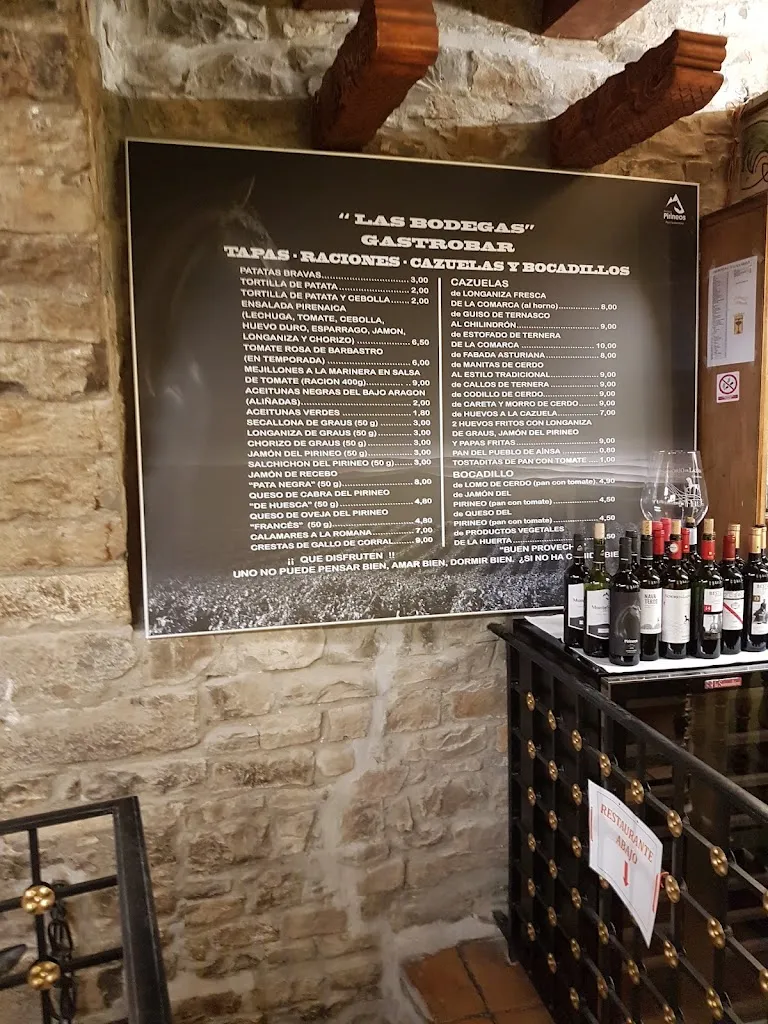 Pirineos
“ LAS BODEGAS”
GASTROBAR
TAPAS · RACIONES · CAZUELAS Y BOCADILLOS
PATATAS BRAVAS............................... 3,00
TORTILLA DE PATATA......................... 2,00
TORTILLA DE PATATA Y CEBOLLA........ 2,00
ENSALADA PIRENAICA
(LECHUGA, TOMATE, CEBOLLA,
HUEVO DURO, ESPARRAGO, JAMON,
LONGANIZA Y CHORIZO) ..................... 6,50
TOMATE ROSA DE BARBASTRO
(EN TEMPORADA) .............................. 6,00
MEJILLONES A LA MARINERA EN SALSA
DE TOMATE (RACION 400g)............... 9,00
ACEITUNAS NEGRAS DEL BAJO ARAGON
(ALIÑADAS)....................................... 2,00
ACEITUNAS VERDES .......................... 1,80
SECALLONA DE GRAUS (50 g) ............ 3,00
LONGANIZA DE GRAUS (50 g) ............. 3,00
CHORIZO DE GRAUS (50 g) ................. 3,00
JAMÓN DEL PIRINEO (50 g) ................ 3,00
SALCHICHON DEL PIRINEO (50 g)....... 3,00
JAMON DE RECEBO
"PATA NEGRA" (50 g)......................... 8,00
QUESO DE CABRA DEL PIRINEO
"DE HUESCA" (50 g) .......................... 4,80
QUESO DE OVEJA DEL PIRINEO
"FRANCÉS" (50 g)............................. 4,80
CALAMARES A LA ROMANA................. 7,00
CRESTAS DE GALLO DE CORRAL......... 9,00
CAZUELAS
de LONGANIZA FRESCA
DE LA COMARCA (al horno)................ 8,00
de GUISO DE TERNASCO
AL CHILINDRÓN................................ 9,00
de ESTOFADO DE TERNERA
DE LA COMARCA .............................. 10,00
de FABADA ASTURIANA..................... 8,00
de MANITAS DE CERDO
AL ESTILO TRADICIONAL.................... 9,00
de CALLOS DE TERNERA................... 9,00
de CODILLO DE CERDO...................... 9,00
de CARETA Y MORRO DE CERDO....... 9,00
de HUEVOS A LA CAZUELA................. 7,00
2 HUEVOS FRITOS CON LONGANIZA
DE GRAUS, JAMÓN DEL PIRINEO
Y PAPAS FRITAS................................ 9,00
PAN DEL PUEBLO DE AÍNSA............... 0,80
TOSTADITAS DE PAN CON TOMATE .... 1,00
BOCADILLO
de LOMO DE CERDO (pan con tomate). 4,90
de JAMÓN DEL
PIRINEO (pan con tomate) ................. 4,50
de QUESO DEL
PIRINEO (pan con tomate) ................. 4,50
de PRODUCTOS VEGETALES
DE LA HUERTA
¡¡ QUE DISFRUTEN !!
"BUEN PROVECH
UNO NO PUEDE PENSAR BIEN, AMAR BIEN, DORMIR BIEN. ¿SI NO HA
RESTAURANTE
ABAJO